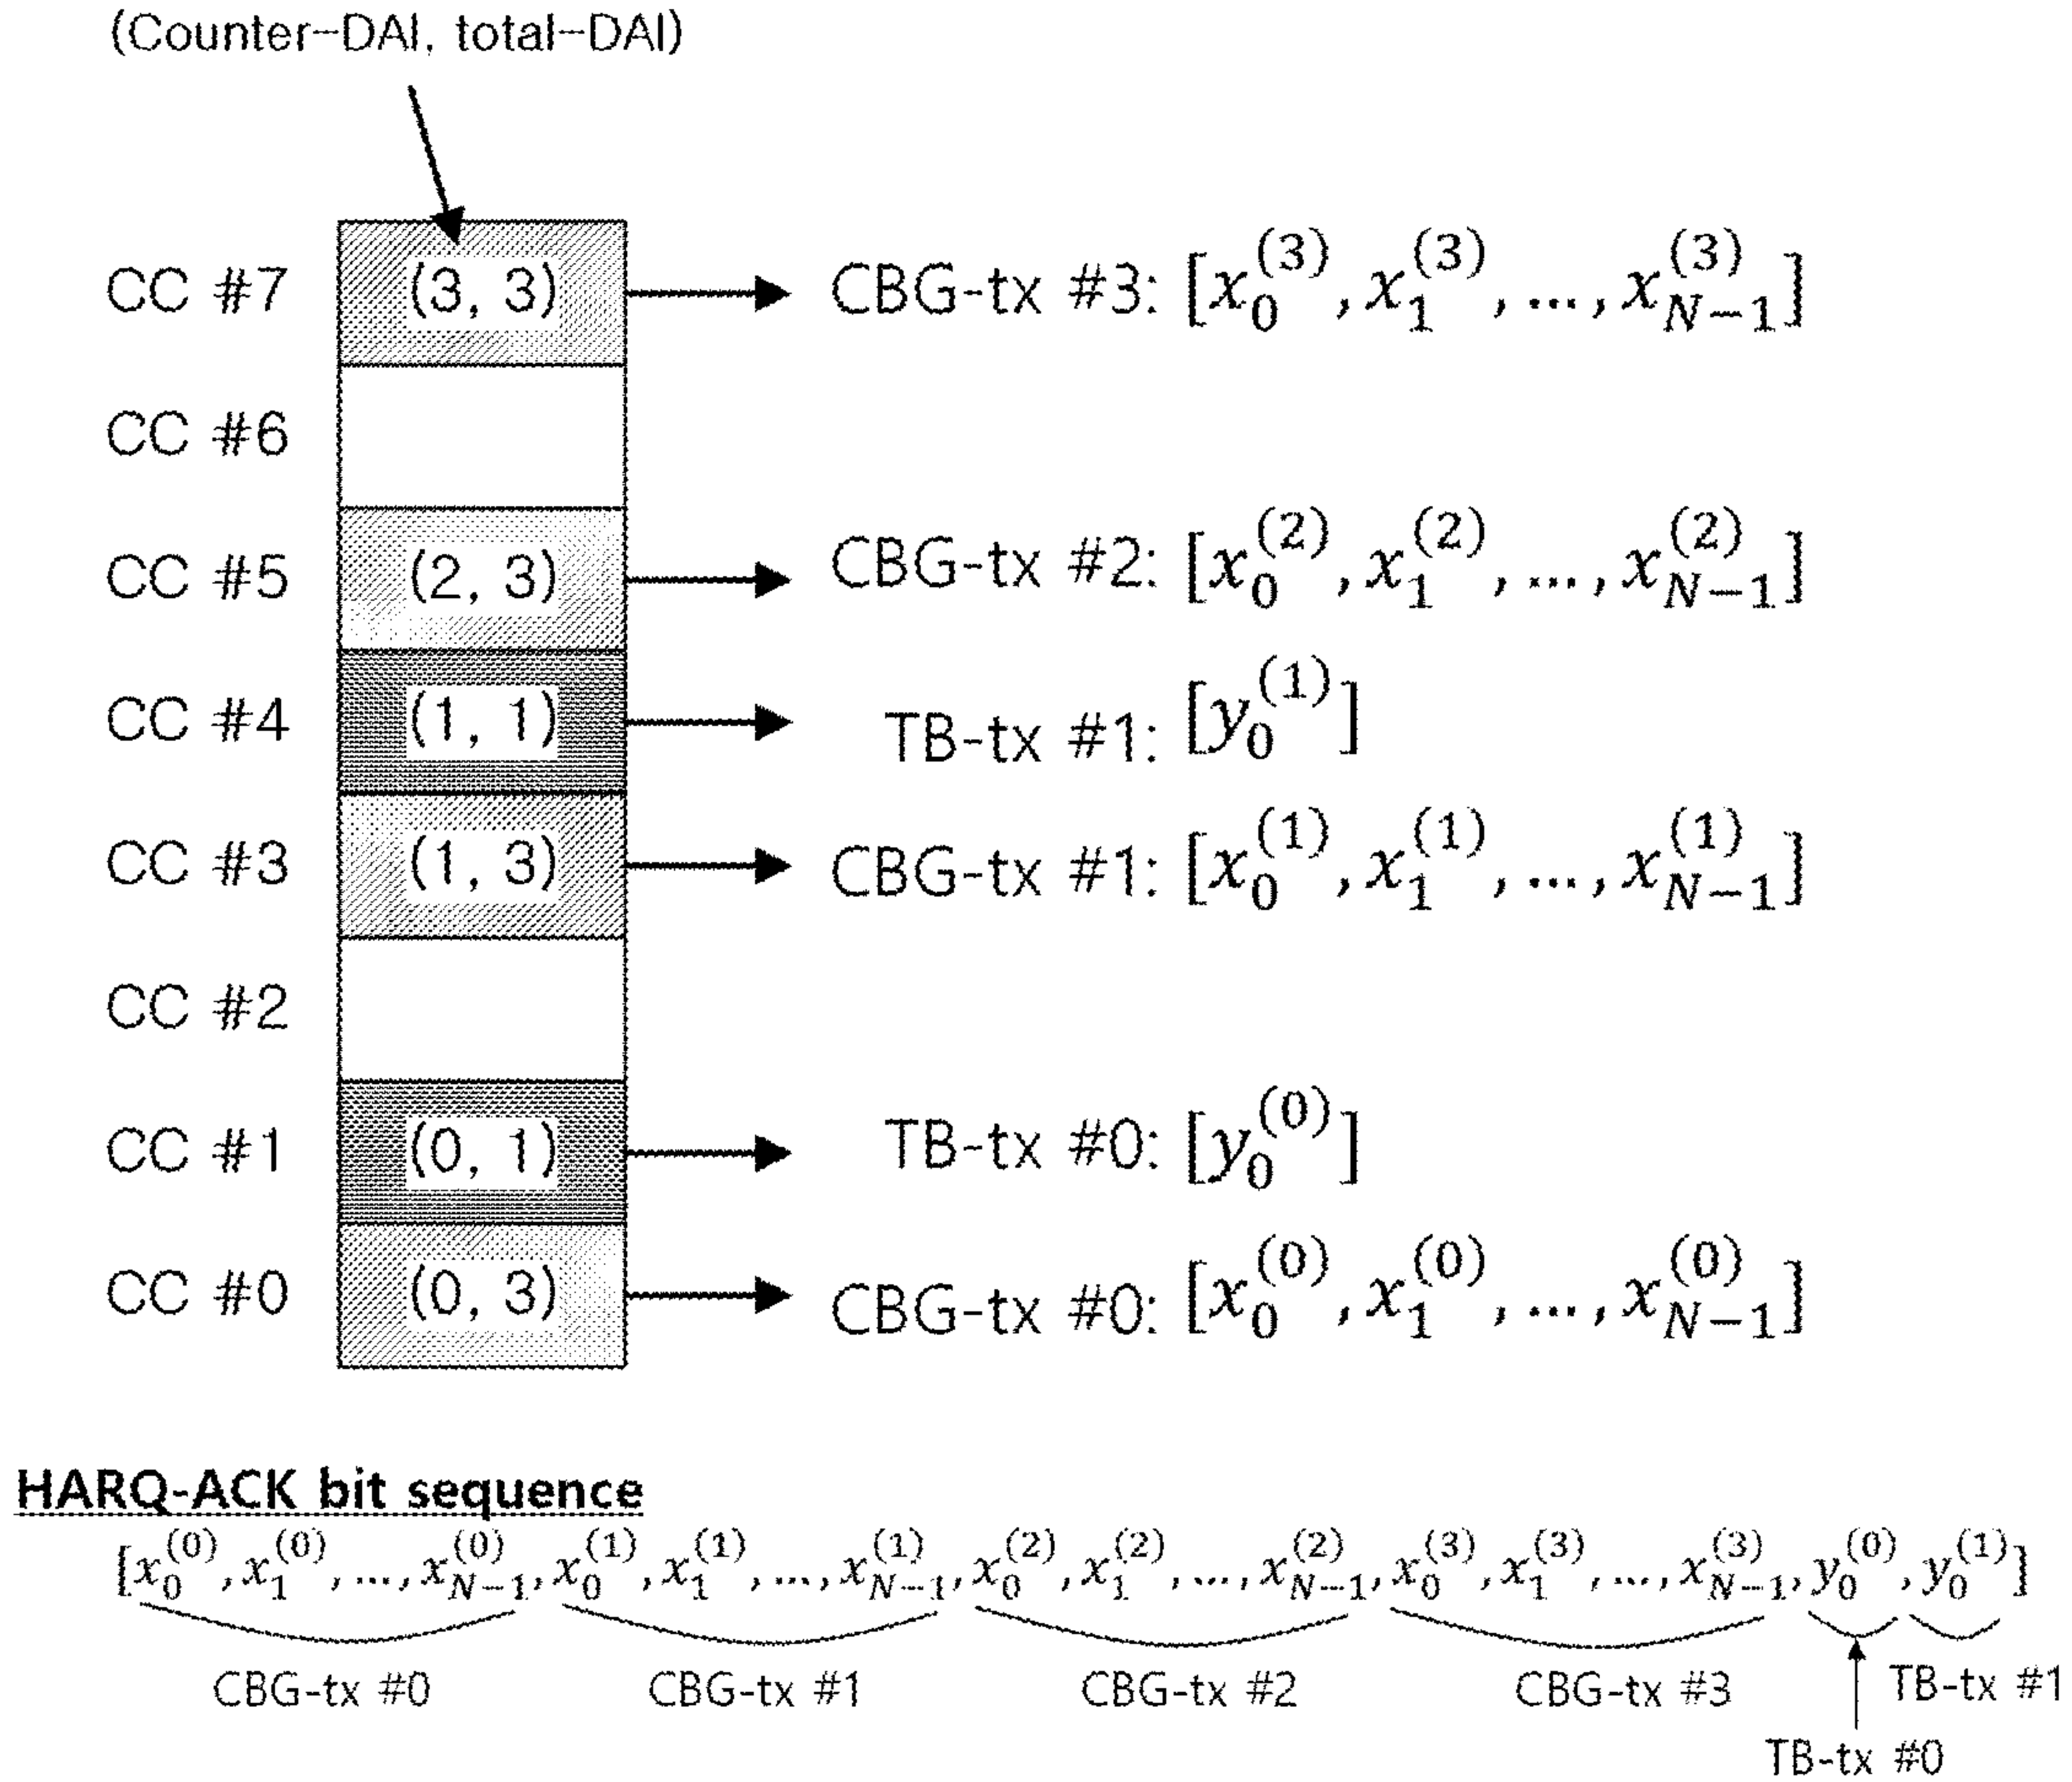 (Counter-DAI, total-DAI)
CC #7 (3, 3) CBG-tx #3: [x_0^{(3)}, x_1^{(3)}, ..., x_{N-1}^{(3)}]
CC #6
CC #5 (2, 3) CBG-tx #2: [x_0^{(2)}, x_1^{(2)}, ..., x_{N-1}^{(2)}]
CC #4 (1, 1) TB-tx #1: [y_0^{(1)}]
CC #3 (1, 3) CBG-tx #1: [x_0^{(1)}, x_1^{(1)}, ..., x_{N-1}^{(1)}]
CC #2
CC #1 (0, 1) TB-tx #0: [y_0^{(0)}]
CC #0 (0, 3) CBG-tx #0: [x_0^{(0)}, x_1^{(0)}, ..., x_{N-1}^{(0)}]
HARQ-ACK bit sequence
[x_0^{(0)}, x_1^{(0)}, ..., x_{N-1}^{(0)}, x_0^{(1)}, x_1^{(1)}, ..., x_{N-1}^{(1)}, x_0^{(2)}, x_1^{(2)}, ..., x_{N-1}^{(2)}, x_0^{(3)}, x_1^{(3)}, ..., x_{N-1}^{(3)}, y_0^{(0)}, y_0^{(1)}]
CBG-tx #0 CBG-tx #1 CBG-tx #2 CBG-tx #3 TB-tx #1
TB-tx #0